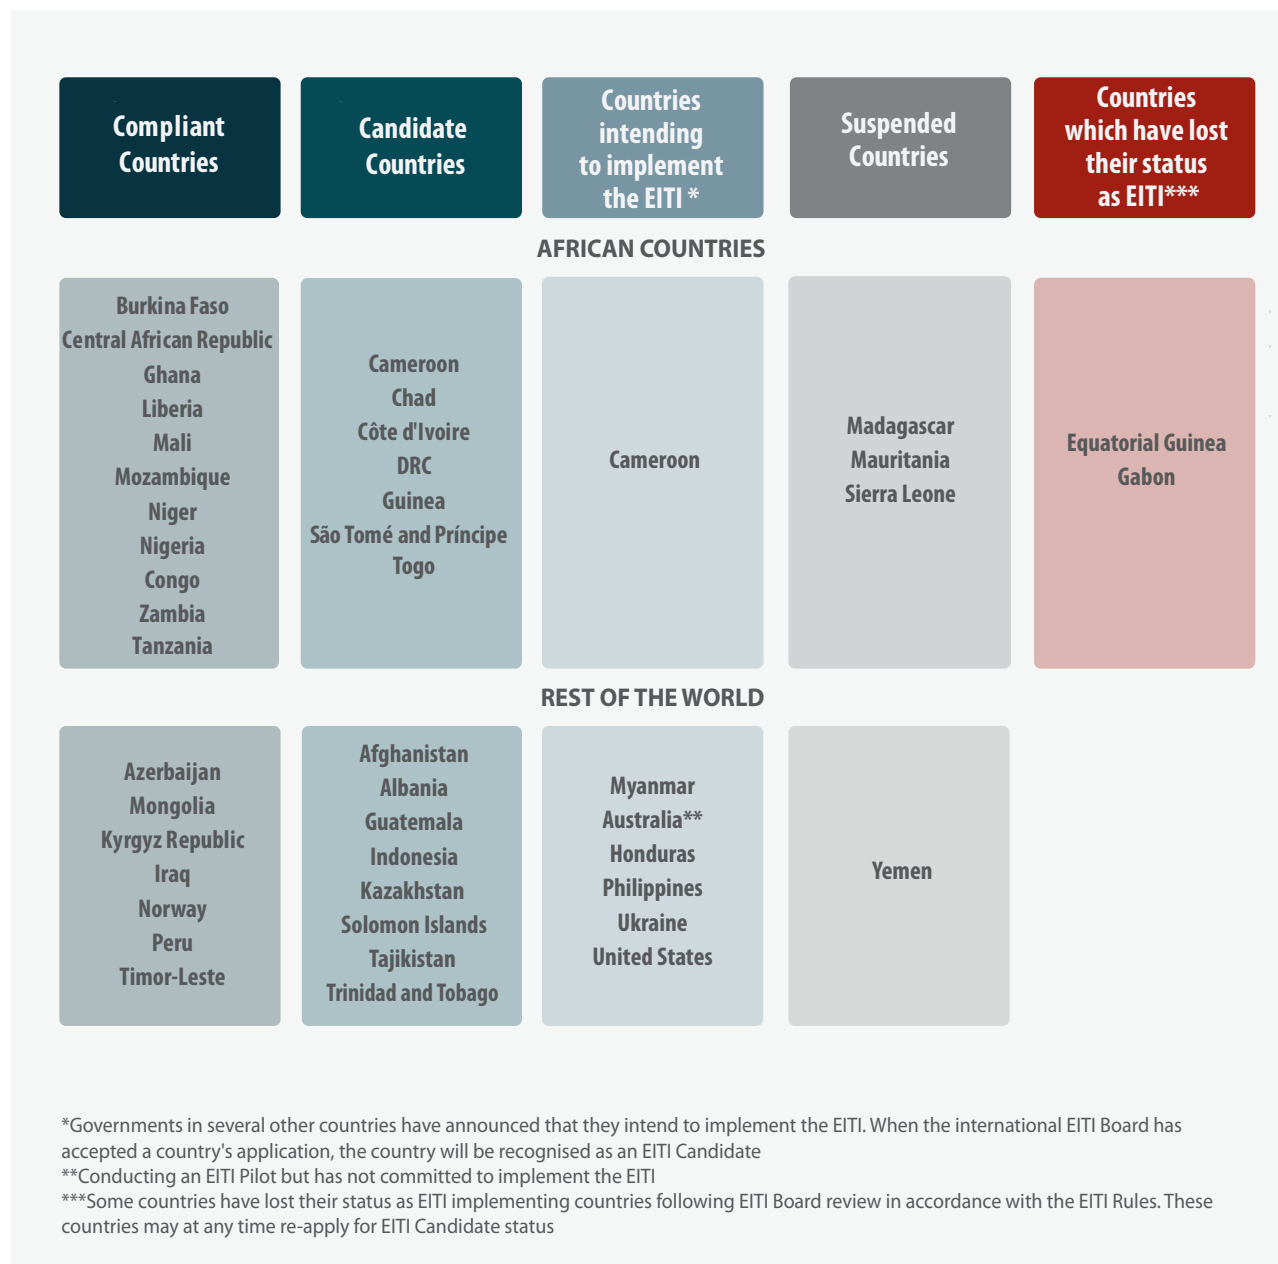 Compliant
Countries
Candidate
Countries
Countries
intending
to implement
the EITI *
Suspended
Countries
Countries
which have lost
their status
as EITI***
AFRICAN COUNTRIES
Burkina Faso
Central African Republic
Ghana
Liberia
Mali
Mozambique
Niger
Nigeria
Congo
Zambia
Tanzania
Cameroon
Chad
Côte d'Ivoire
DRC
Guinea
São Tomé and Príncipe
Togo
Cameroon
Madagascar
Mauritania
Sierra Leone
Equatorial Guinea
Gabon
REST OF THE WORLD
Azerbaijan
Mongolia
Kyrgyz Republic
Iraq
Norway
Peru
Timor-Leste
Afghanistan
Albania
Guatemala
Indonesia
Kazakhstan
Solomon Islands
Tajikistan
Trinidad and Tobago
Myanmar
Australia**
Honduras
Philippines
Ukraine
United States
Yemen
*Governments in several other countries have announced that they intend to implement the EITI. When the international EITI Board has
accepted a country's application, the country will be recognised as an EITI Candidate
**Conducting an EITI Pilot but has not committed to implement the EITI
***Some countries have lost their status as EITI implementing countries following EITI Board review in accordance with the EITI Rules. These
countries may at any time re-apply for EITI Candidate status